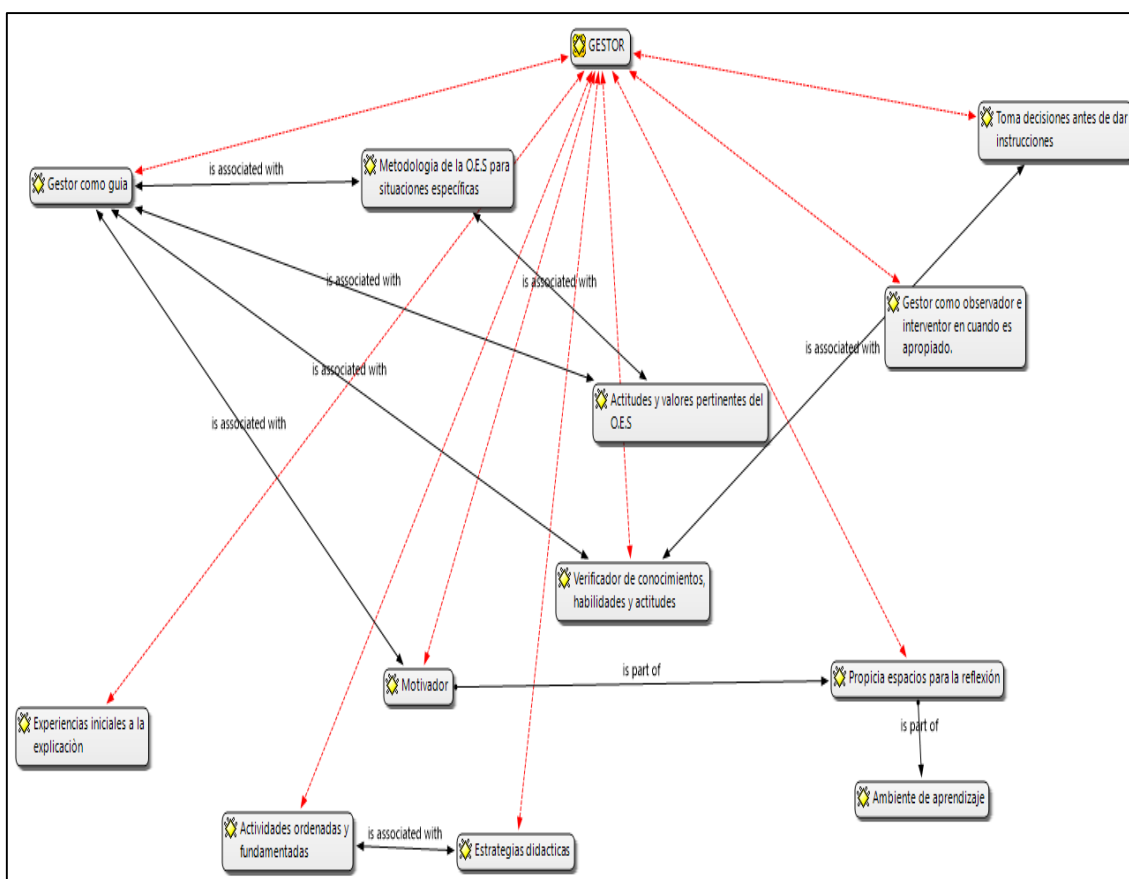 GESTOR
Toma decisiones antes de dar
instrucciones
is associated with
Metodologia de la O.E.S para
situaciones específicas
Gestor como guia
is associated with
is associated with
Gestor como observador e
interventor en cuando es
apropiado.
is associated with
is associated with
Actitudes y valores pertinentes del
O.E.S
is associated with
Verificador de conocimientos,
habilidades y actitudes
is part of
Motivador
Propicia espacios para la reflexión
Experiencias iniciales a la
explicaciòn
is part of
Ambiente de aprendizaje
Actividades ordenadas y
fundamentadas
is associated with
Estrategias didacticas